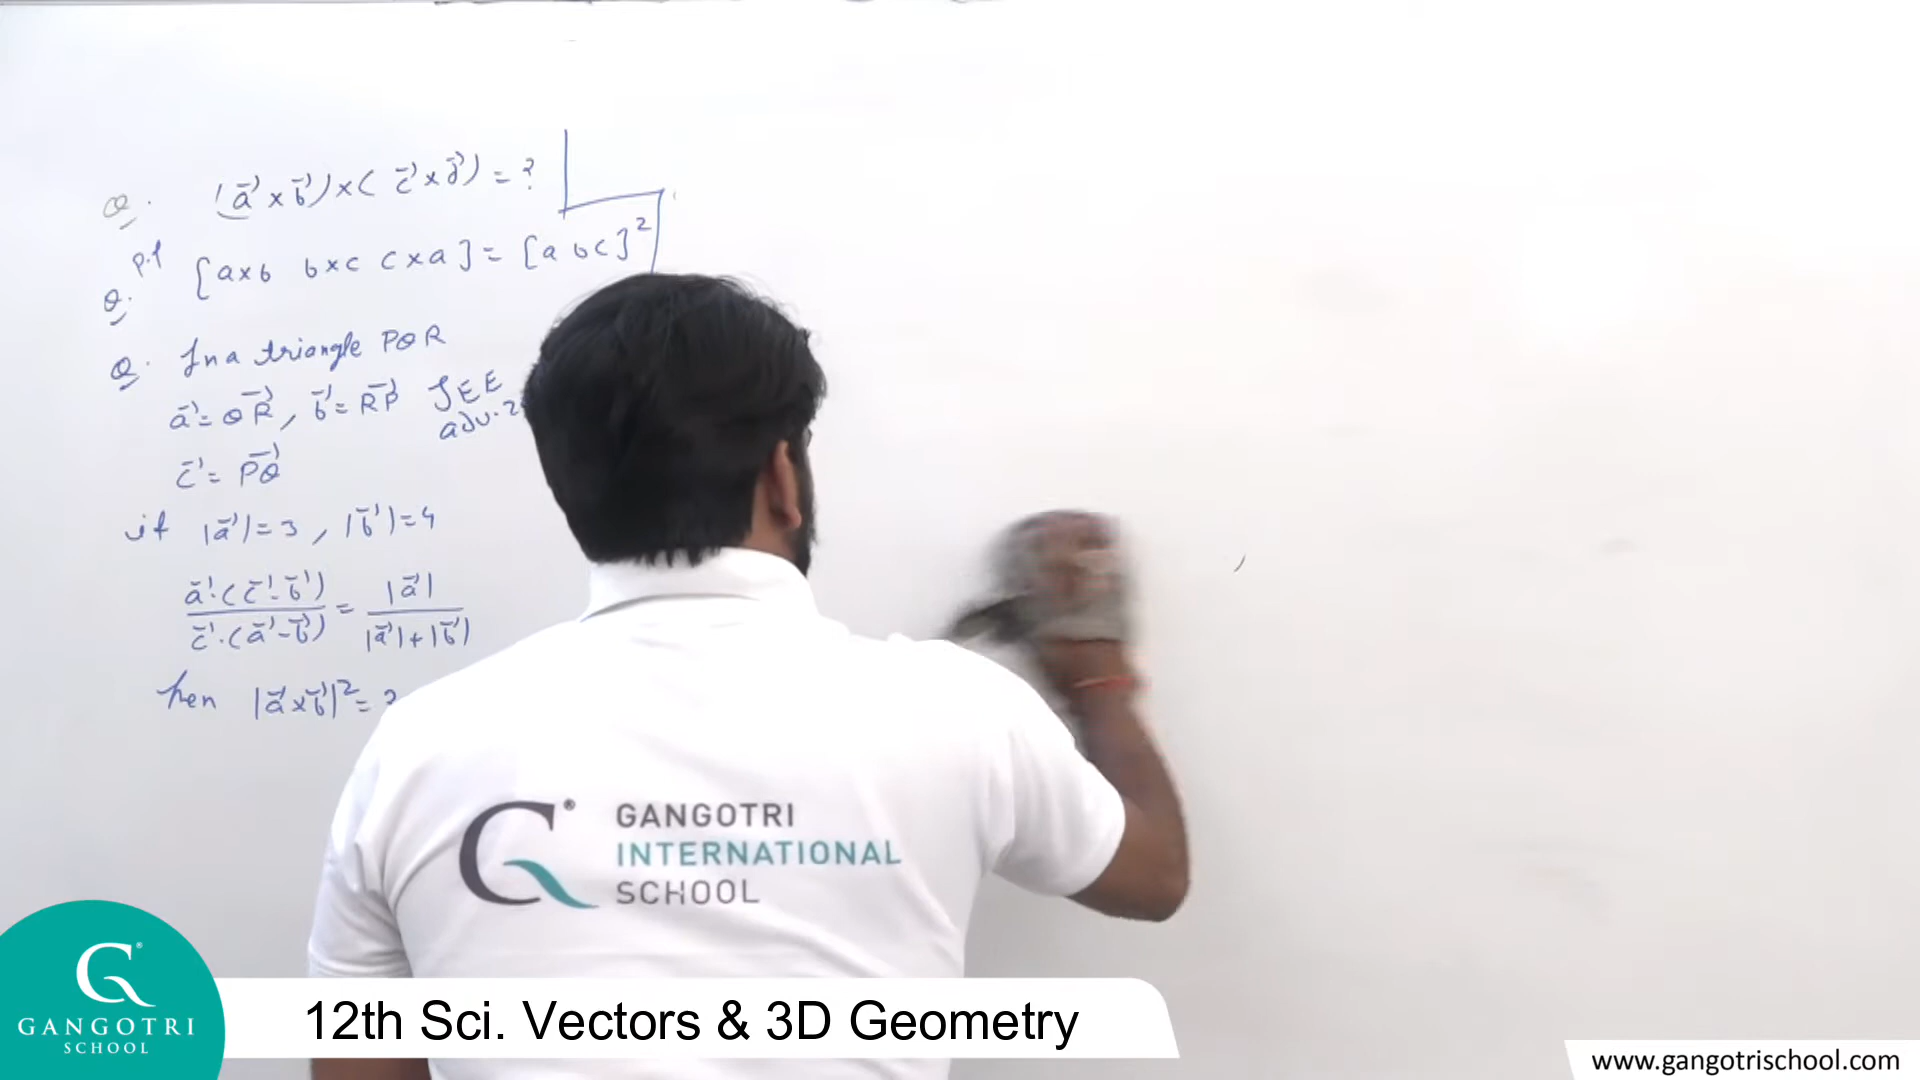 Q. (a⃗ × b⃗) × ( c⃗ × d⃗) = ?
p.t
Q. [a×b b×c c×a] = [a b c]²
Q. In a triangle PQR
a⃗ = QR⃗, b⃗ = RP⃗ JEE
adv. 2
c⃗ = PQ⃗
if |a⃗| = 3, |b⃗| = 4
a⃗·(c⃗ - b⃗) / c⃗·(a⃗ - b⃗) = |a⃗| / |a⃗| + |b⃗|
then |a⃗ × b⃗|² = ?
GANGOTRI
INTERNATIONAL
SCHOOL
GANGOTRI
SCHOOL
12th Sci. Vectors & 3D Geometry
www.gangotrischool.com